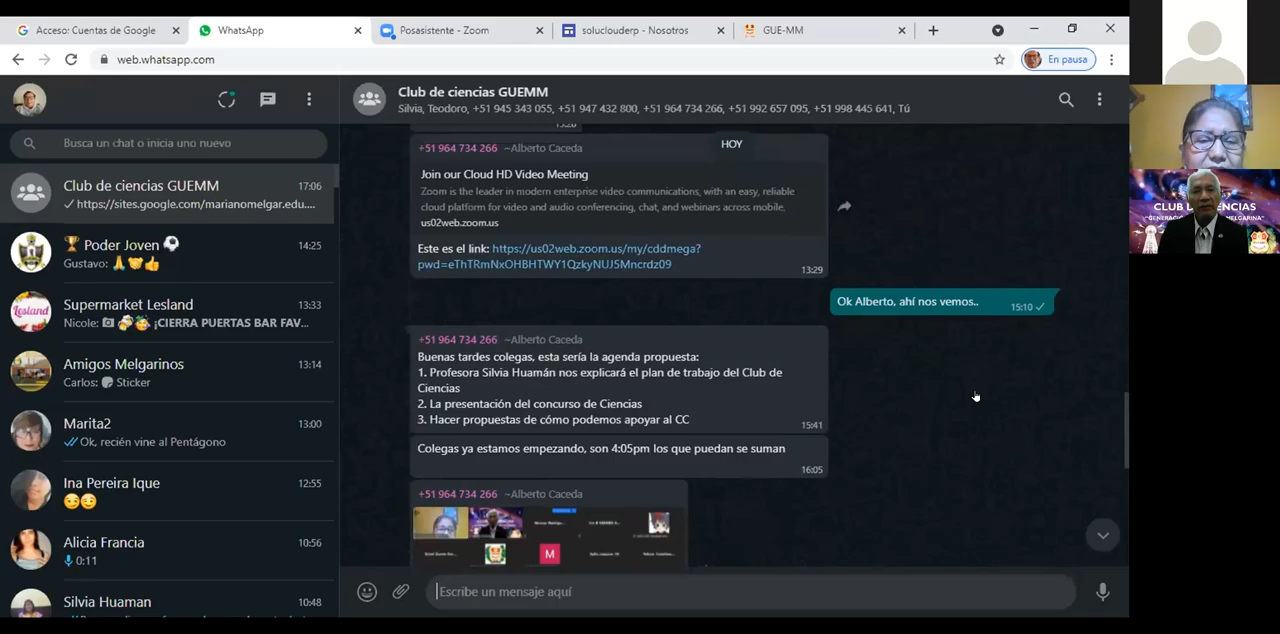 Acceso: Cuentas de Google
WhatsApp
Posasistente - Zoom
soluclouderp - Nosotros
GUE-MM
web.whatsapp.com
En pausa
Club de ciencias GUEMM
Silvia, Teodoro, +51 945 343 055, +51 947 432 800, +51 964 734 266, +51 992 657 095, +51 998 445 641, Tú
Busca un chat o inicia uno nuevo
Club de ciencias GUEMM 17:06
https://sites.google.com/marianomelgar.edu....
🏆 Poder Joven ⚽ 14:25
Gustavo: 🙏🤝👍
Supermarket Lesland 13:33
Nicole: ¡CIERRA PUERTAS BAR FAV...
Amigos Melgarinos 13:14
Carlos: Sticker
Marita2 13:00
Ok, recién vine al Pentágono
Ina Pereira Ique 12:55
😏😏
Alicia Francia 10:56
0:11
Silvia Huaman 10:48
15:28
HOY
+51 964 734 266 ~Alberto Caceda
Join our Cloud HD Video Meeting
Zoom is the leader in modern enterprise video communications, with an easy, reliable
cloud platform for video and audio conferencing, chat, and webinars across mobile,
us02web.zoom.us
Este es el link: https://us02web.zoom.us/my/cddmega?
pwd=eThTRmNxOHBHTWY1QzkyNUJ5Mncrdz09
13:29
Ok Alberto, ahí nos vemos.. 15:10
+51 964 734 266 ~Alberto Caceda
Buenas tardes colegas, esta sería la agenda propuesta:
1. Profesora Silvia Huamán nos explicará el plan de trabajo del Club de
Ciencias
2. La presentación del concurso de Ciencias
3. Hacer propuestas de cómo podemos apoyar al CC
15:41
Colegas ya estamos empezando, son 4:05pm los que puedan se suman
16:05
+51 964 734 266 ~Alberto Caceda
M
Escribe un mensaje aquí